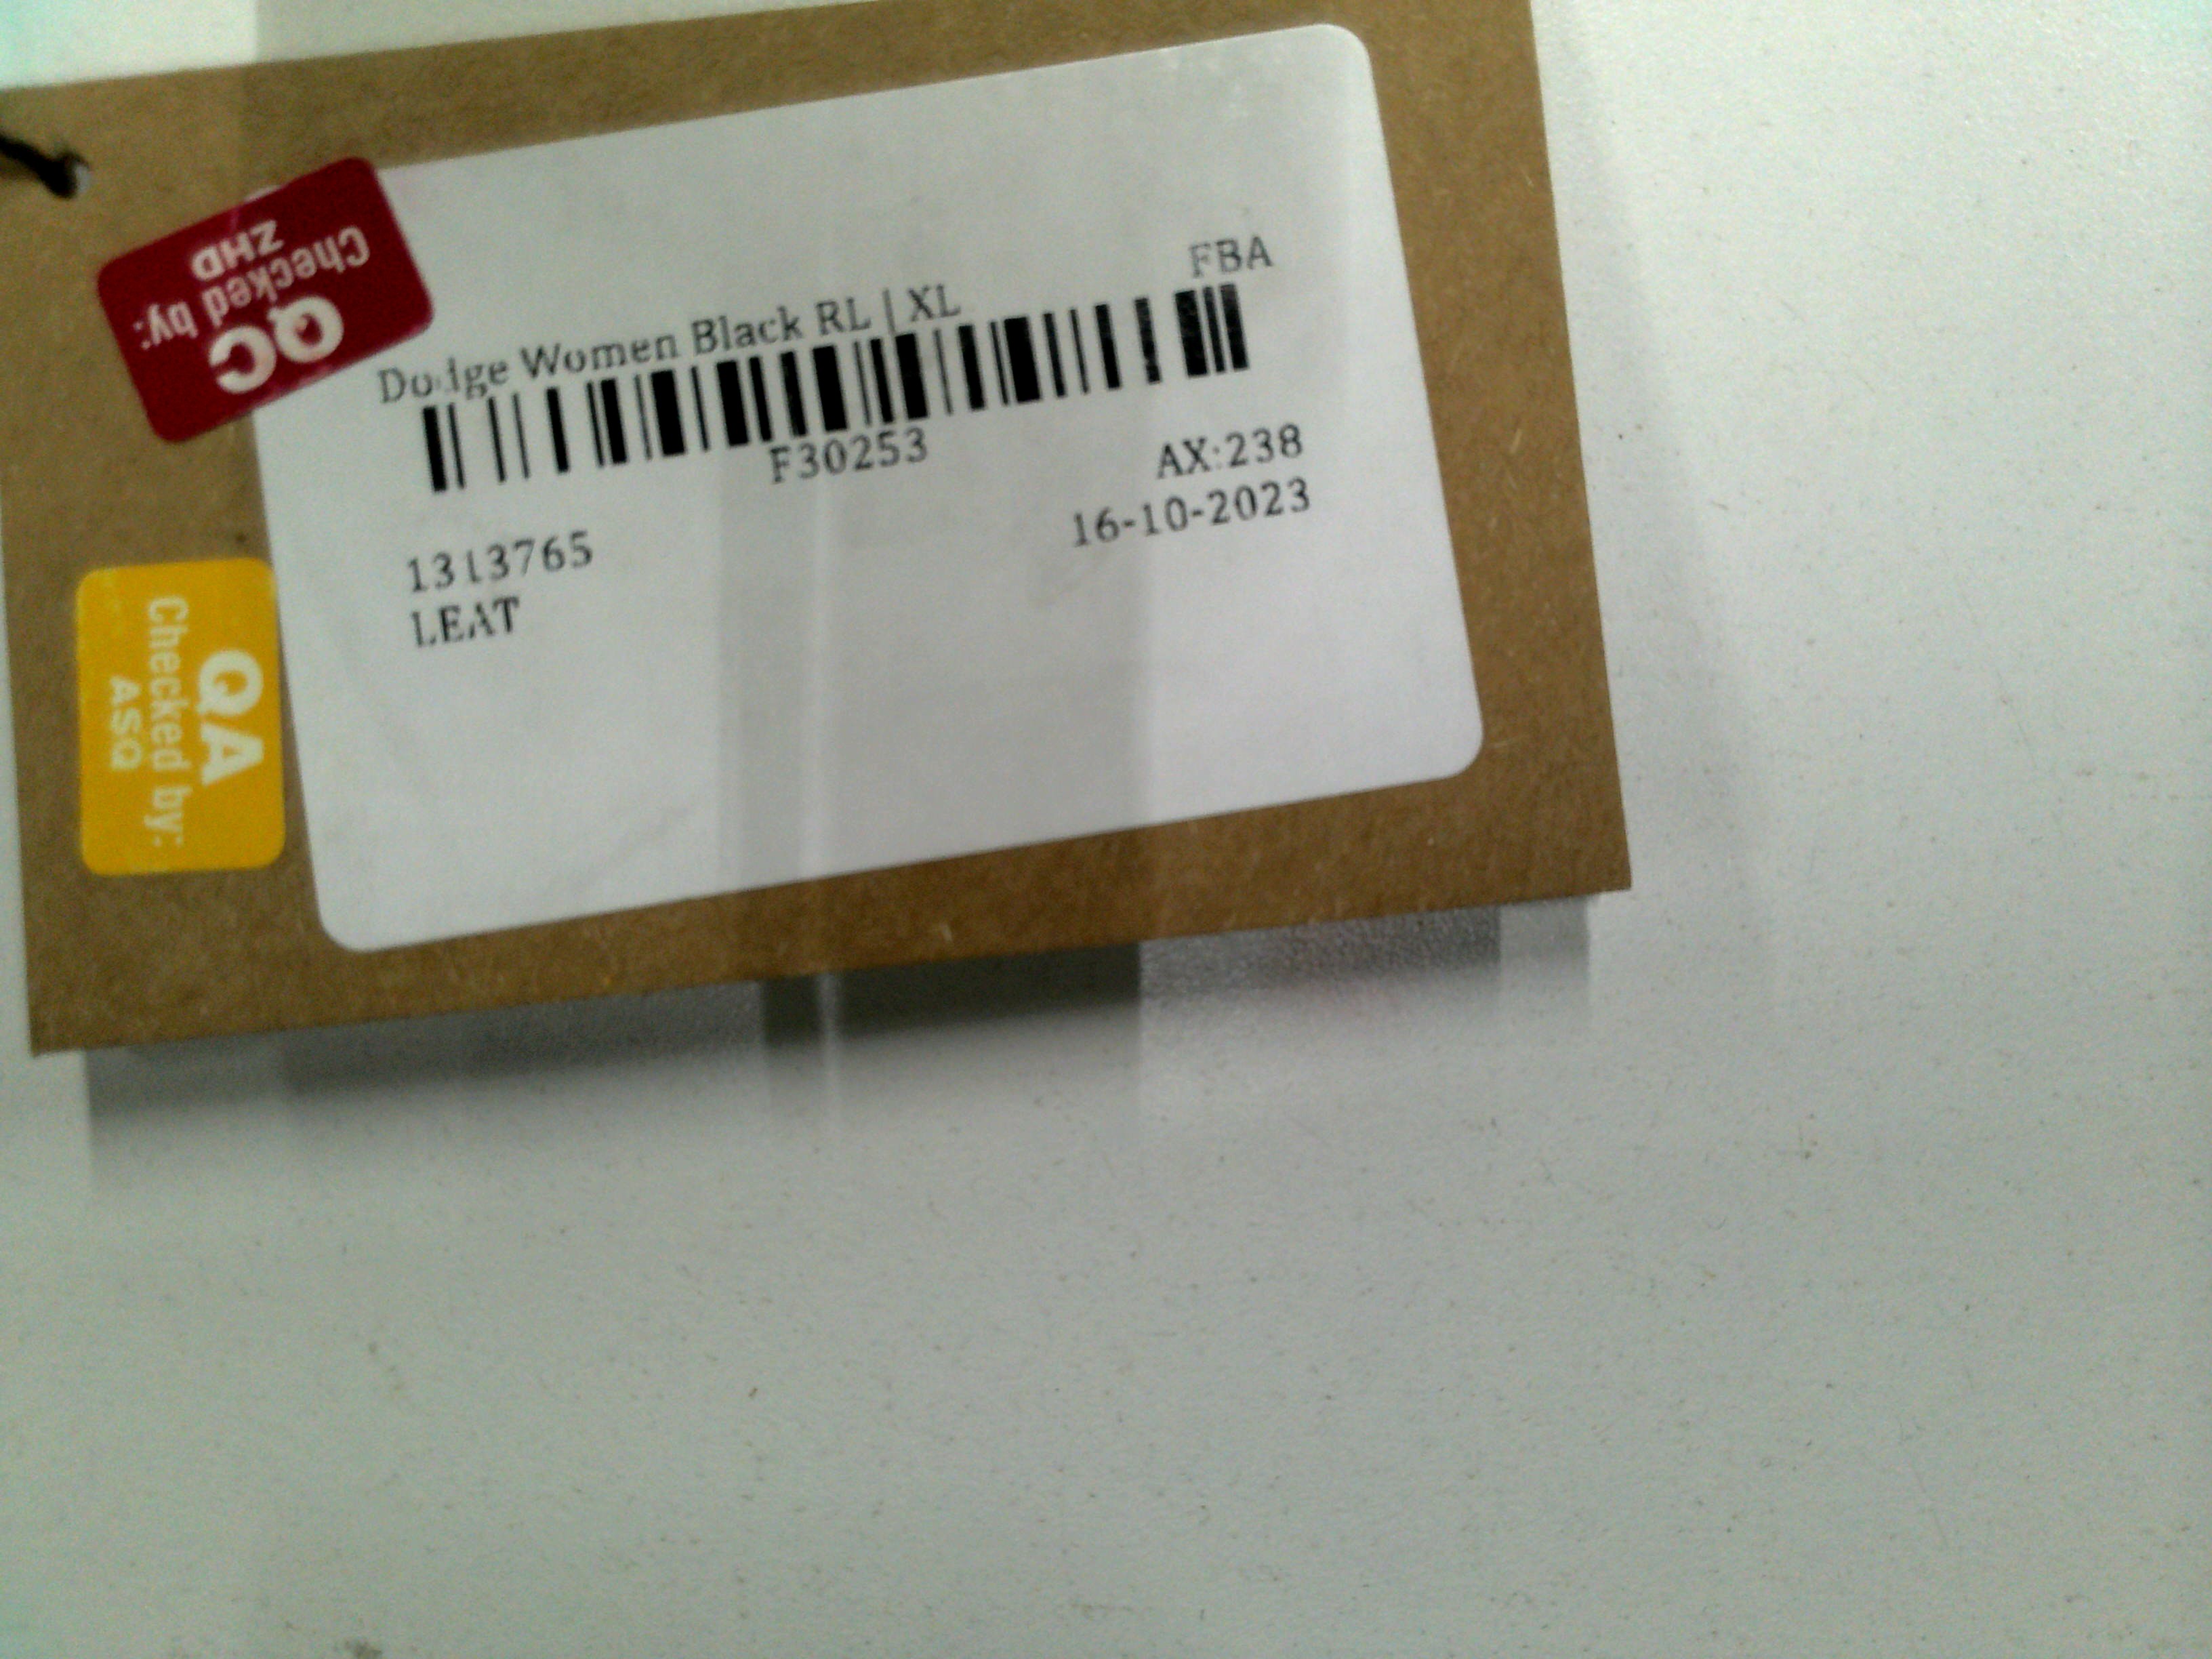 FBA
Dodge Women Black RL | XL
F30253
AX:238
1313765
16-10-2023
LEAT
QC
Checked by:
ZHD
QA
Checked by:
ASQ